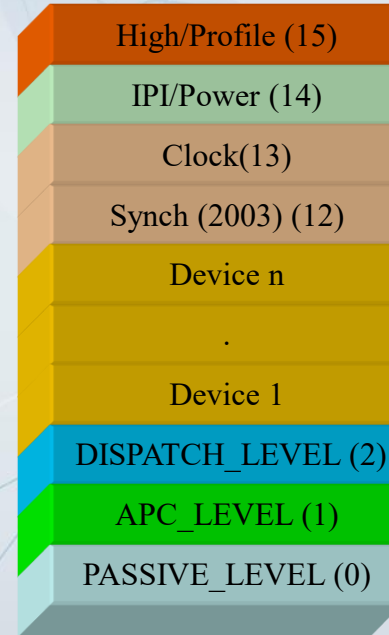 High/Profile (15)
IPI/Power (14)
Clock(13)
Synch (2003) (12)
Device n
.
Device 1
DISPATCH_LEVEL (2)
APC_LEVEL (1)
PASSIVE_LEVEL (0)